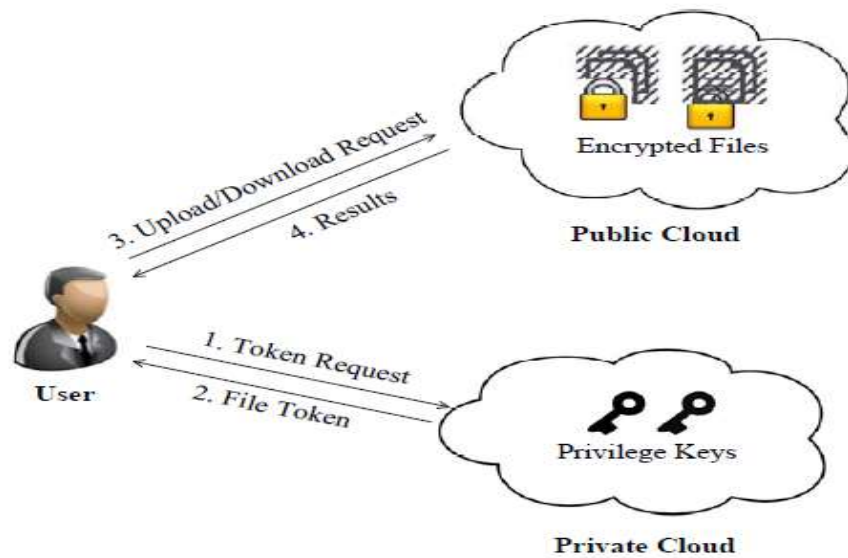 Encrypted Files
Public Cloud
3. Upload/Download Request
4. Results
User
1. Token Request
2. File Token
Privilege Keys
Private Cloud